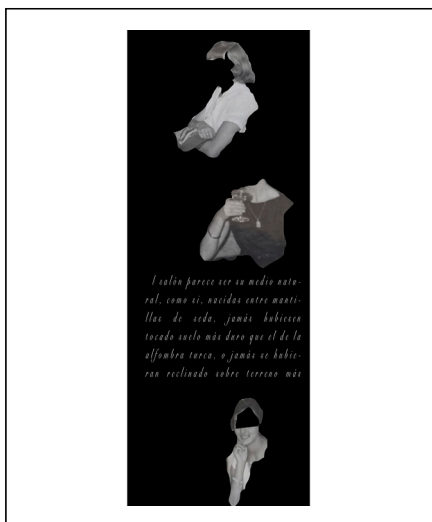 l salón parece ser su medio natu-
ral, como si, nacidas entre manti-
llas de seda, jamás hubiesen
tocado suelo más duro que el de la
alfombra turca, o jamás se hubie-
ran reclinado sobre terreno más